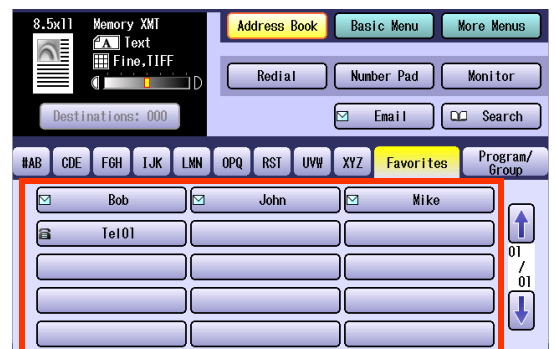 8.5x11 Memory XMT
A Text
Fine,TIFF
D
Destinations: 000
Address Book
Basic Menu
More Menus
Redial
Number Pad
Monitor
Email
Search
#AB
CDE
FGH
IJK
LMN
OPQ
RST
UVW
XYZ
Favorites
Program/
Group
Bob
John
Mike
Tel01
01
/
01